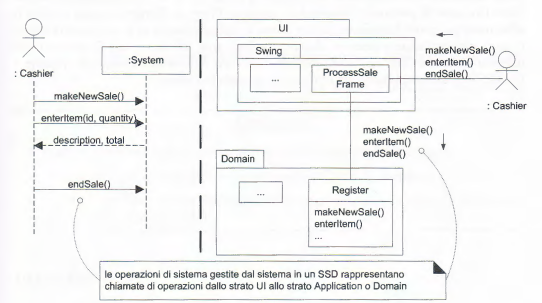 : Cashier
:System
makeNewSale()
enterItem(id, quantity)
description, total
endSale()
UI
Swing
...
ProcessSale
Frame
makeNewSale()
enterItem()
endSale()
: Cashier
makeNewSale()
enterItem()
endSale()
Domain
...
Register
makeNewSale()
enterItem()
...
le operazioni di sistema gestite dal sistema in un SSD rappresentano
chiamate di operazioni dallo strato UI allo strato Application o Domain